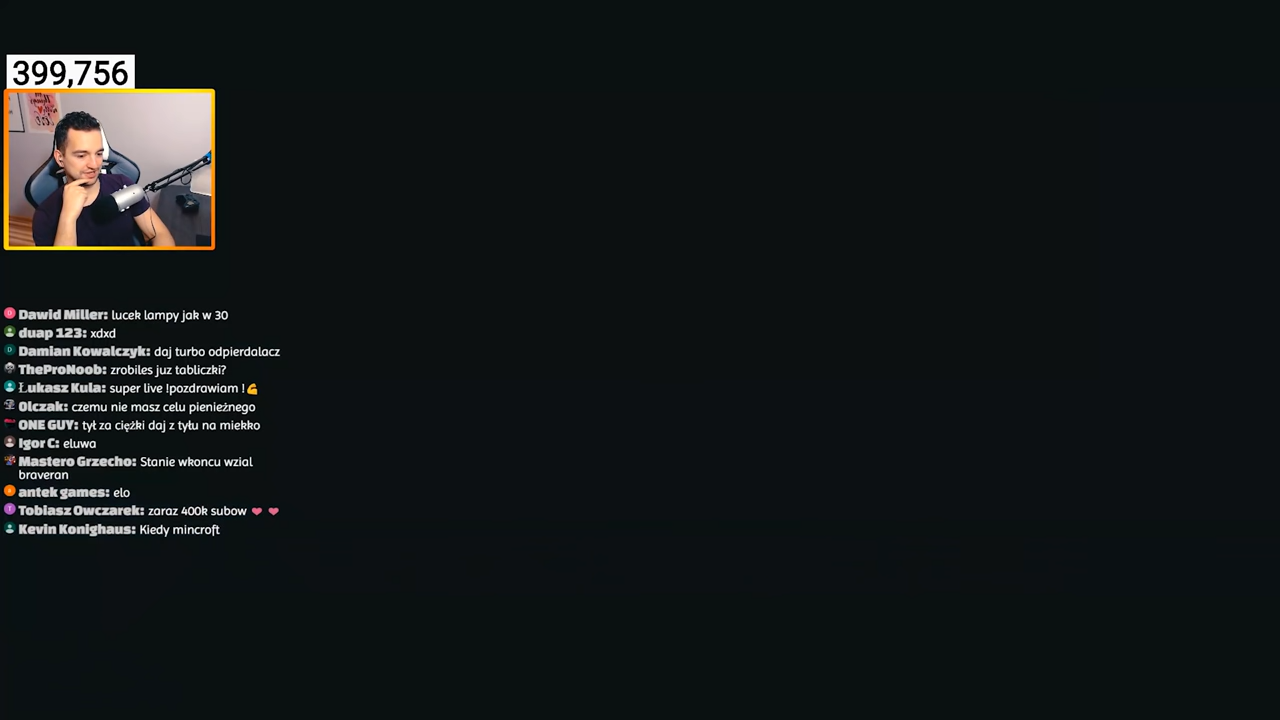 399,756
Dawid Miller: lucek lampy jak w 30
duap 123: xdxd
Damian Kowalczyk: daj turbo odpierdalacz
TheProNoob: zrobiles juz tabliczki?
Łukasz Kula: super live !pozdrawiam !💪
Olczak: czemu nie masz celu pieniężnego
ONE GUY: tył za ciężki daj z tyłu na miekko
Igor C: eluwa
Mastero Grzecho: Stanie wkoncu wzial
braveran
antek games: elo
Tobiasz Owczarek: zaraz 400k subow ❤ ❤
Kevin Konighaus: Kiedy mincroft